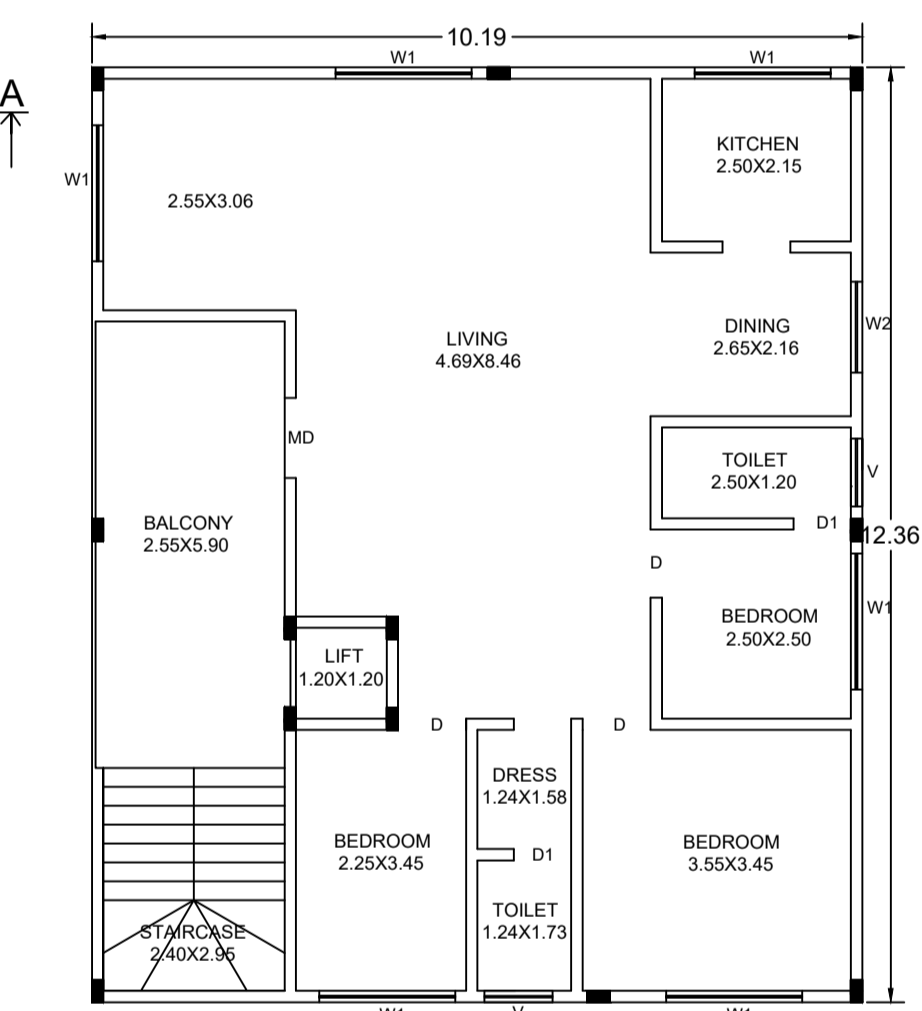 10.19
W1
W1
A
KITCHEN
2.50X2.15
W1
2.55X3.06
W2
DINING
2.65X2.16
LIVING
4.69X8.46
MD
TOILET
2.50X1.20
V
BALCONY
2.55X5.90
D1
12.36
D
W1
BEDROOM
2.50X2.50
LIFT
1.20X1.20
D
D
DRESS
1.24X1.58
BEDROOM
2.25X3.45
D1
BEDROOM
3.55X3.45
TOILET
1.24X1.73
STAIRCASE
2.40X2.95
W1
V
W1